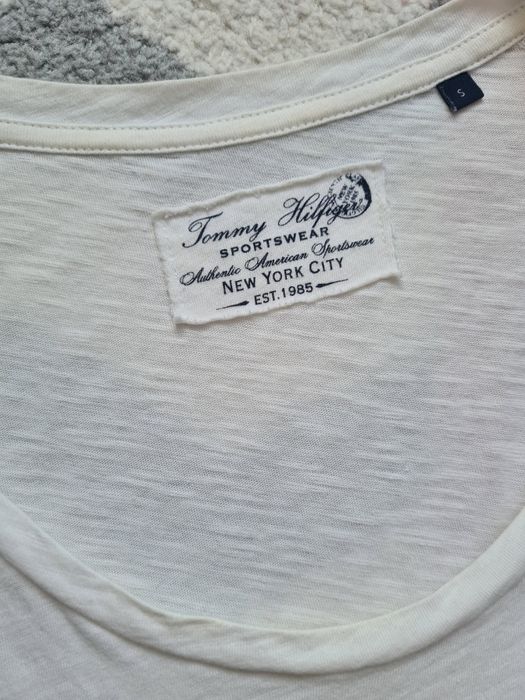 S
Tommy Hilfiger
SPORTSWEAR
Authentic American Sportswear
NEW YORK CITY
EST.1985